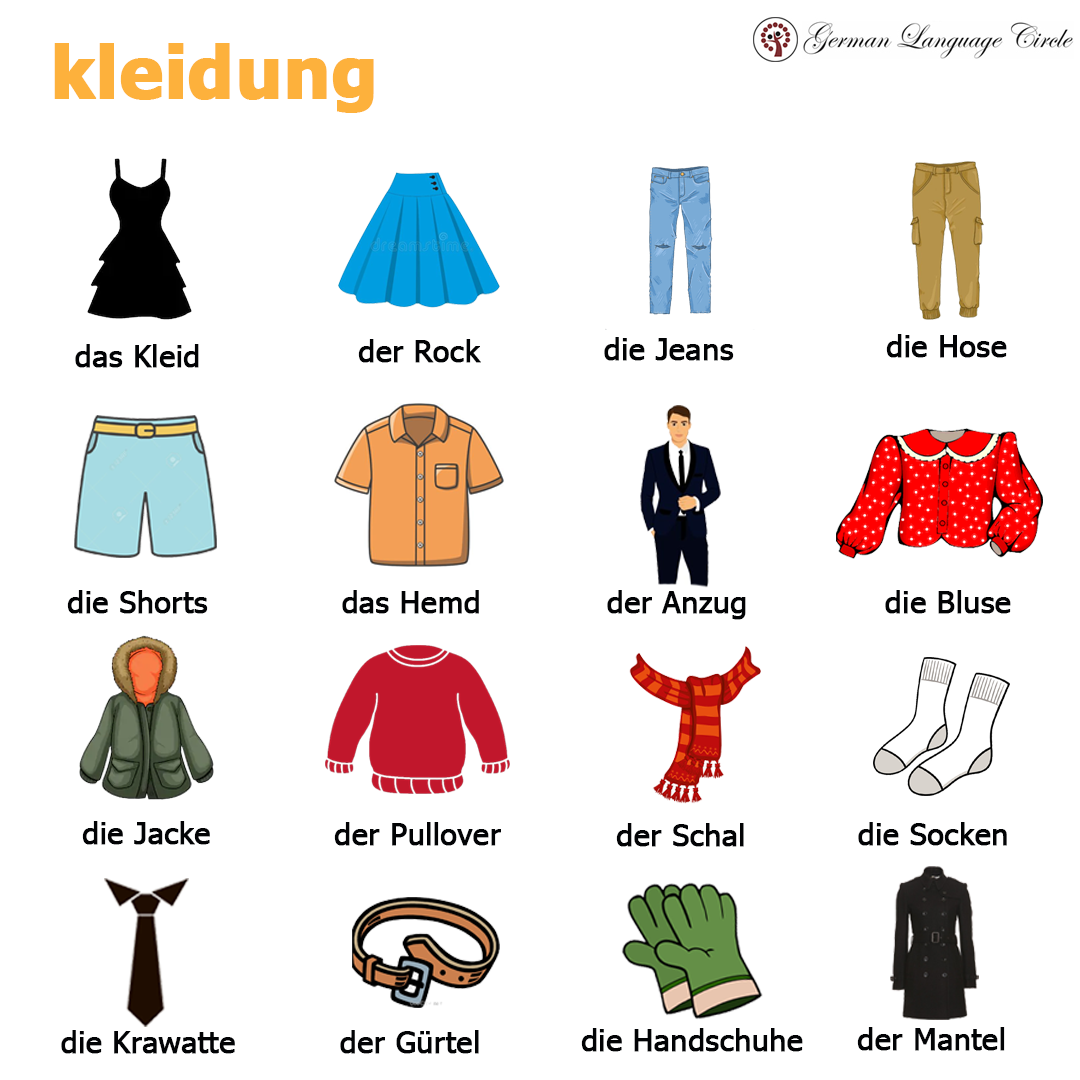 German Language Circle
kleidung
das Kleid
der Rock
die Jeans
die Hose
die Shorts
das Hemd
der Anzug
die Bluse
die Jacke
der Pullover
der Schal
die Socken
die Krawatte
der Gürtel
die Handschuhe
der Mantel